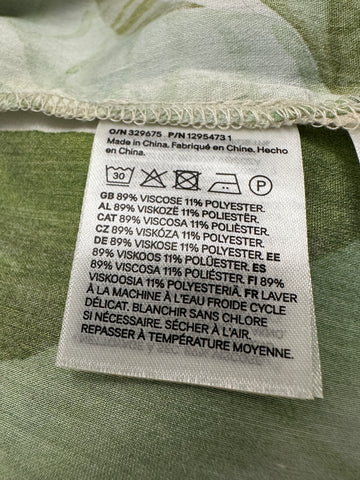 O/N 329675 P/N 1295473 1
Made in China. Fabriqué en Chine. Hecho
en China.
30
P
GB 89% VISCOSE 11% POLYESTER.
AL 89% VISKOZË 11% POLIESTËR.
CAT 89% VISCOSA 11% POLIÈSTER.
CZ 89% VISKÓZA 11% POLYESTER.
DE 89% VISKOSE 11% POLYESTER. EE
89% VISKOOS 11% POLÜESTER. ES
89% VISCOSA 11% POLIÉSTER. FI 89%
VISKOOSIA 11% POLYESTERIÄ. FR LAVER
À LA MACHINE À L'EAU FROIDE CYCLE
DÉLICAT. BLANCHIR SANS CHLORE
SI NÉCESSAIRE. SÉCHER À L'AIR.
REPASSER À TEMPÉRATURE MOYENNE.